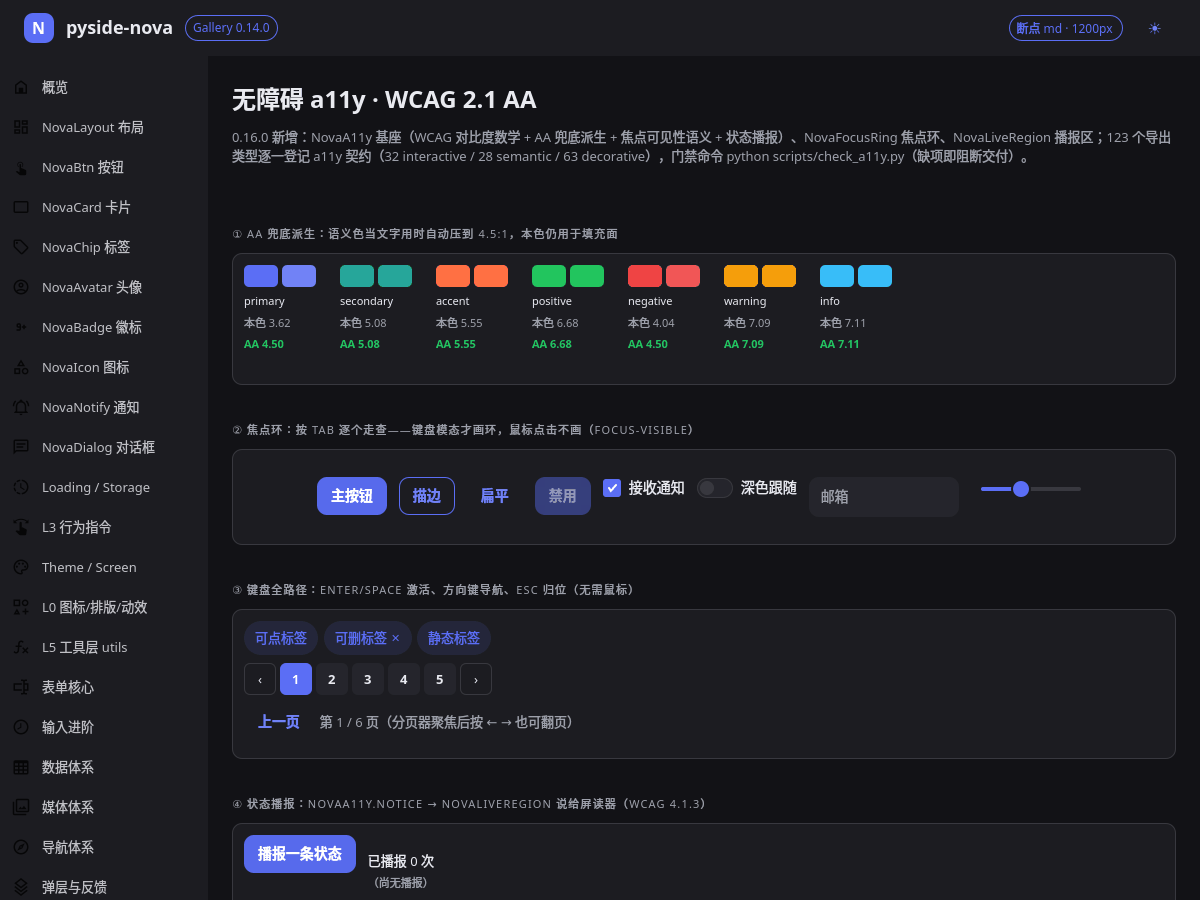 N pyside-nova Gallery 0.14.0 断点 md · 1200px ☀
概览
NovaLayout 布局
NovaBtn 按钮
NovaCard 卡片
NovaChip 标签
NovaAvatar 头像
9+ NovaBadge 徽标
NovaIcon 图标
NovaNotify 通知
NovaDialog 对话框
Loading / Storage
L3 行为指令
Theme / Screen
L0 图标/排版/动效
L5 工具层 utils
表单核心
输入进阶
数据体系
媒体体系
导航体系
弹层与反馈
无障碍 a11y · WCAG 2.1 AA
0.16.0 新增：NovaA11y 基座（WCAG 对比度数学 + AA 兜底派生 + 焦点可见性语义 + 状态播报）、NovaFocusRing 焦点环、NovaLiveRegion 播报区；123 个导出
类型逐一登记 a11y 契约（32 interactive / 28 semantic / 63 decorative），门禁命令 python scripts/check_a11y.py（缺项即阻断交付）。
① AA 兜底派生：语义色当文字用时自动压到 4.5:1，本色仍用于填充面
primary secondary accent positive negative warning info
本色 3.62 本色 5.08 本色 5.55 本色 6.68 本色 4.04 本色 7.09 本色 7.11
AA 4.50 AA 5.08 AA 5.55 AA 6.68 AA 4.50 AA 7.09 AA 7.11
② 焦点环：按 TAB 逐个走查——键盘模态才画环，鼠标点击不画（FOCUS-VISIBLE）
主按钮 描边 扁平 禁用 接收通知 深色跟随 邮箱
③ 键盘全路径：ENTER/SPACE 激活、方向键导航、ESC 归位（无需鼠标）
可点标签 可删标签 × 静态标签
‹ 1 2 3 4 5 ›
上一页 第 1 / 6 页（分页器聚焦后按 ← → 也可翻页）
④ 状态播报：NOVAA11Y.NOTICE → NOVALIVEREGION 说给屏读器（WCAG 4.1.3）
播报一条状态 已播报 0 次
（尚无播报）